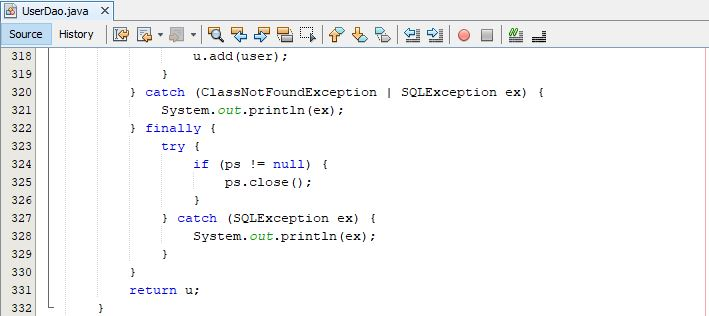 UserDao.java
Source History
318 u.add(user);
319 }
320 } catch (ClassNotFoundException | SQLException ex) {
321 System.out.println(ex);
322 } finally {
323 try {
324 if (ps != null) {
325 ps.close();
326 }
327 } catch (SQLException ex) {
328 System.out.println(ex);
329 }
330 }
331 return u;
332 }